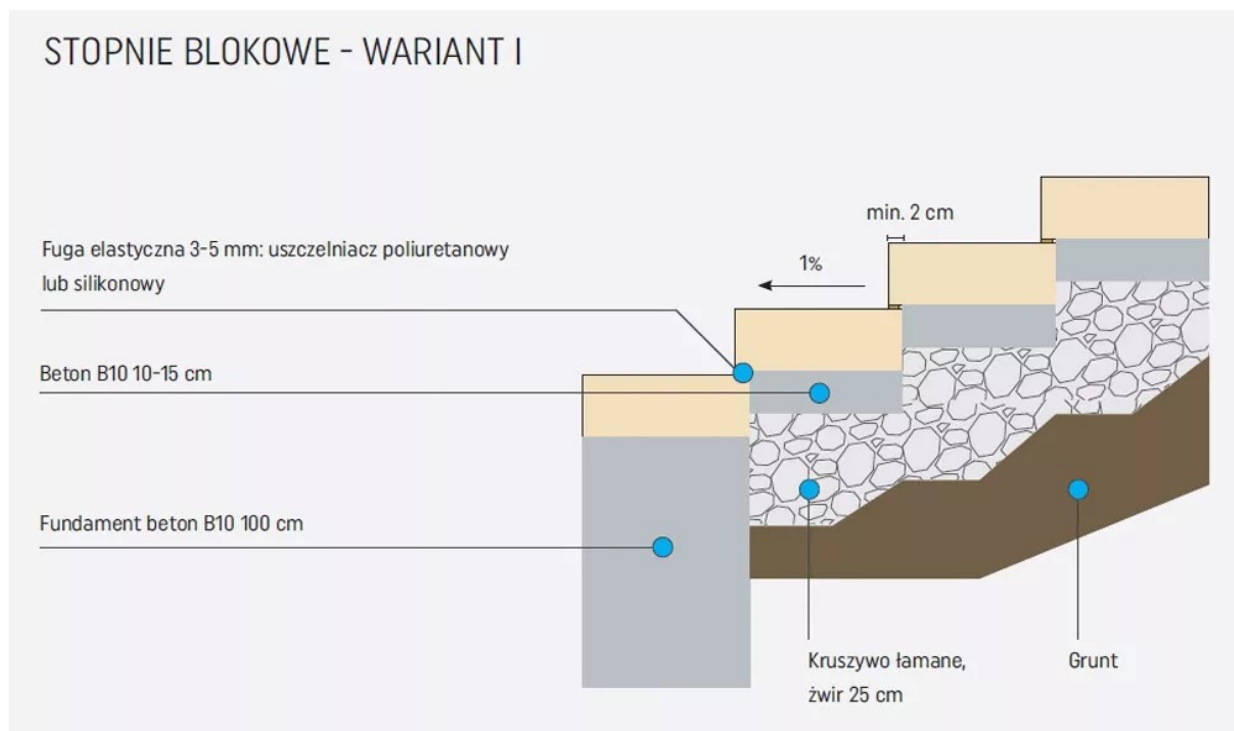 STOPNIE BLOKOWE - WARIANT I
min. 2 cm
1%
Fuga elastyczna 3-5 mm: uszczelniacz poliuretanowy
lub silikonowy
Beton B10 10-15 cm
Fundament beton B10 100 cm
Kruszywo łamane,
żwir 25 cm
Grunt